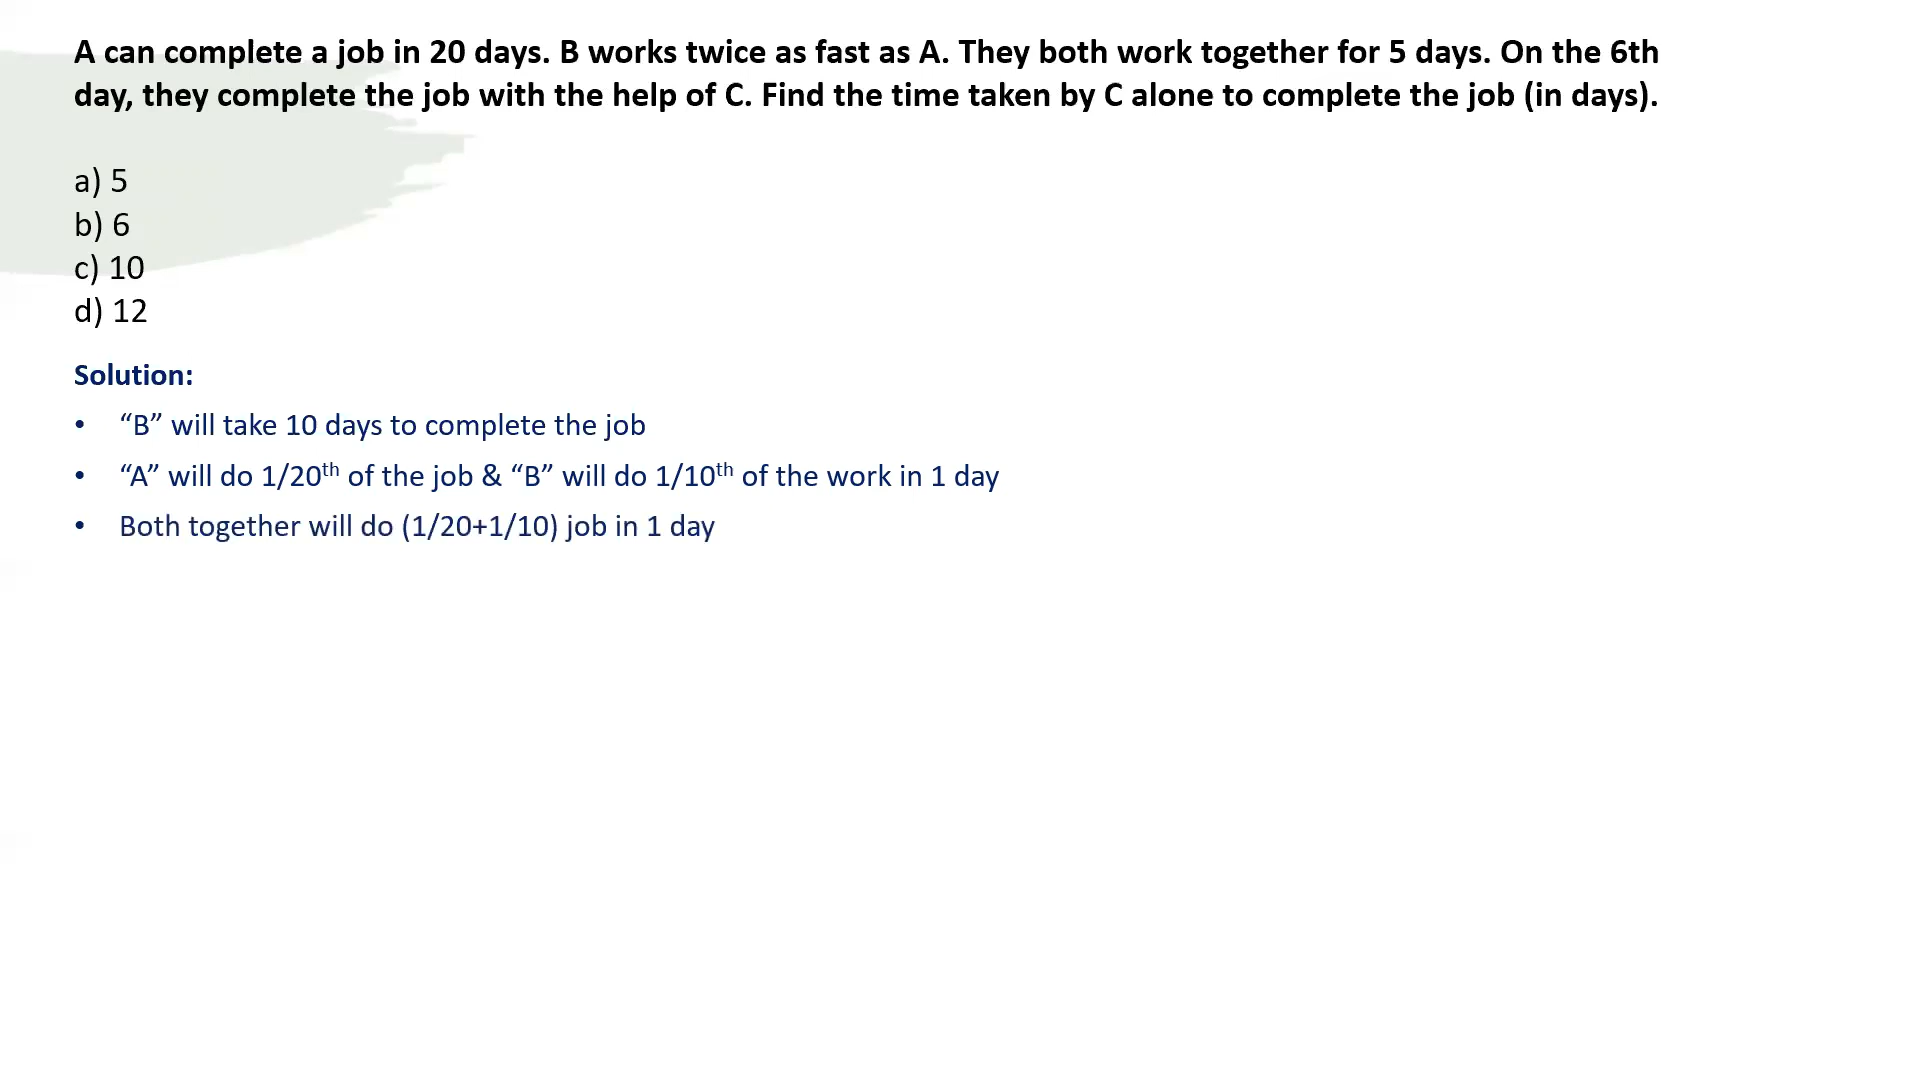 A can complete a job in 20 days. B works twice as fast as A. They both work together for 5 days. On the 6th
day, they complete the job with the help of C. Find the time taken by C alone to complete the job (in days).
a) 5
b) 6
c) 10
d) 12
Solution:
• “B” will take 10 days to complete the job
• “A” will do 1/20th of the job & “B” will do 1/10th of the work in 1 day
• Both together will do (1/20+1/10) job in 1 day